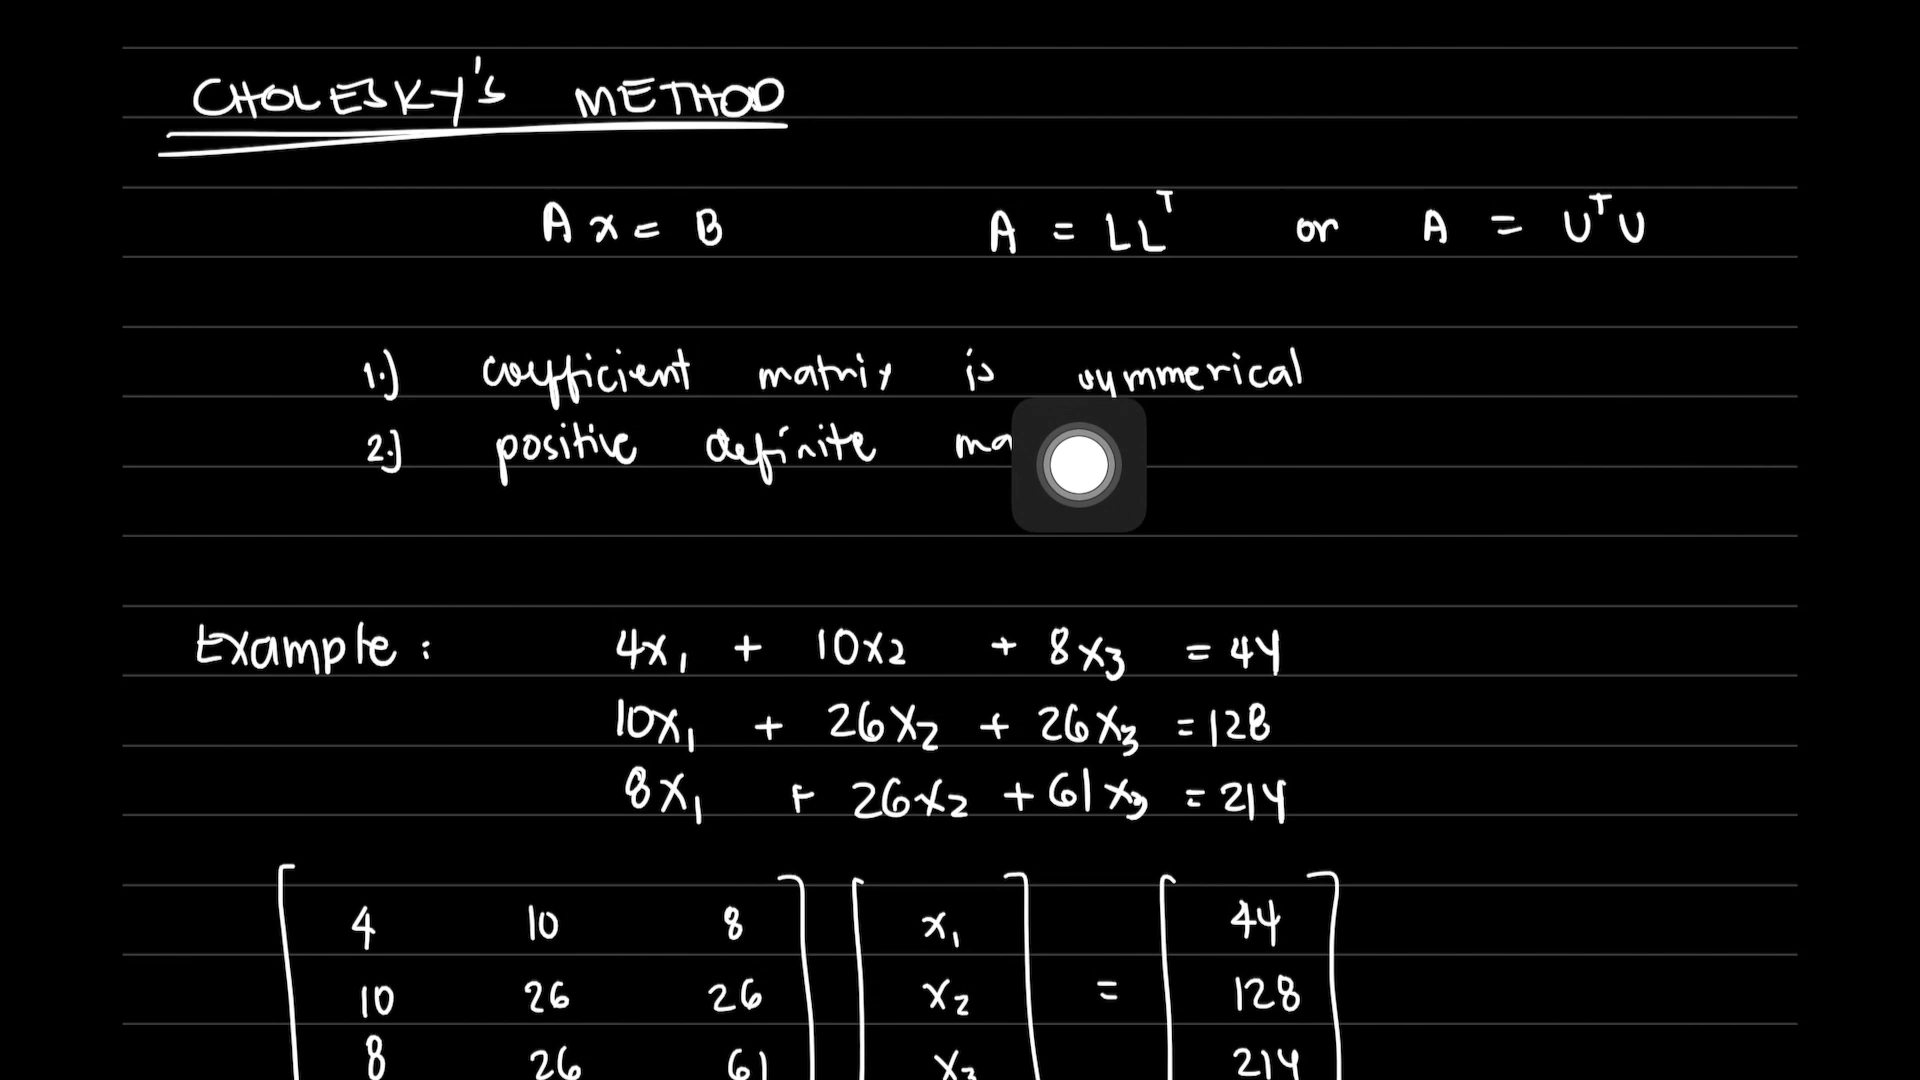 CHOLESKY'S METHOD
Ax = B A = LL^T or A = U^T U
1.) coefficient matrix is symmerical
2.) positive definite
Example: 4x₁ + 10x₂ + 8x₃ = 44
10x₁ + 26x₂ + 26x₃ = 128
8x₁ + 26x₂ + 61x₃ = 214
4 10 8 x₁ 44
10 26 26 x₂ = 128
8 26 61 x₃ 214